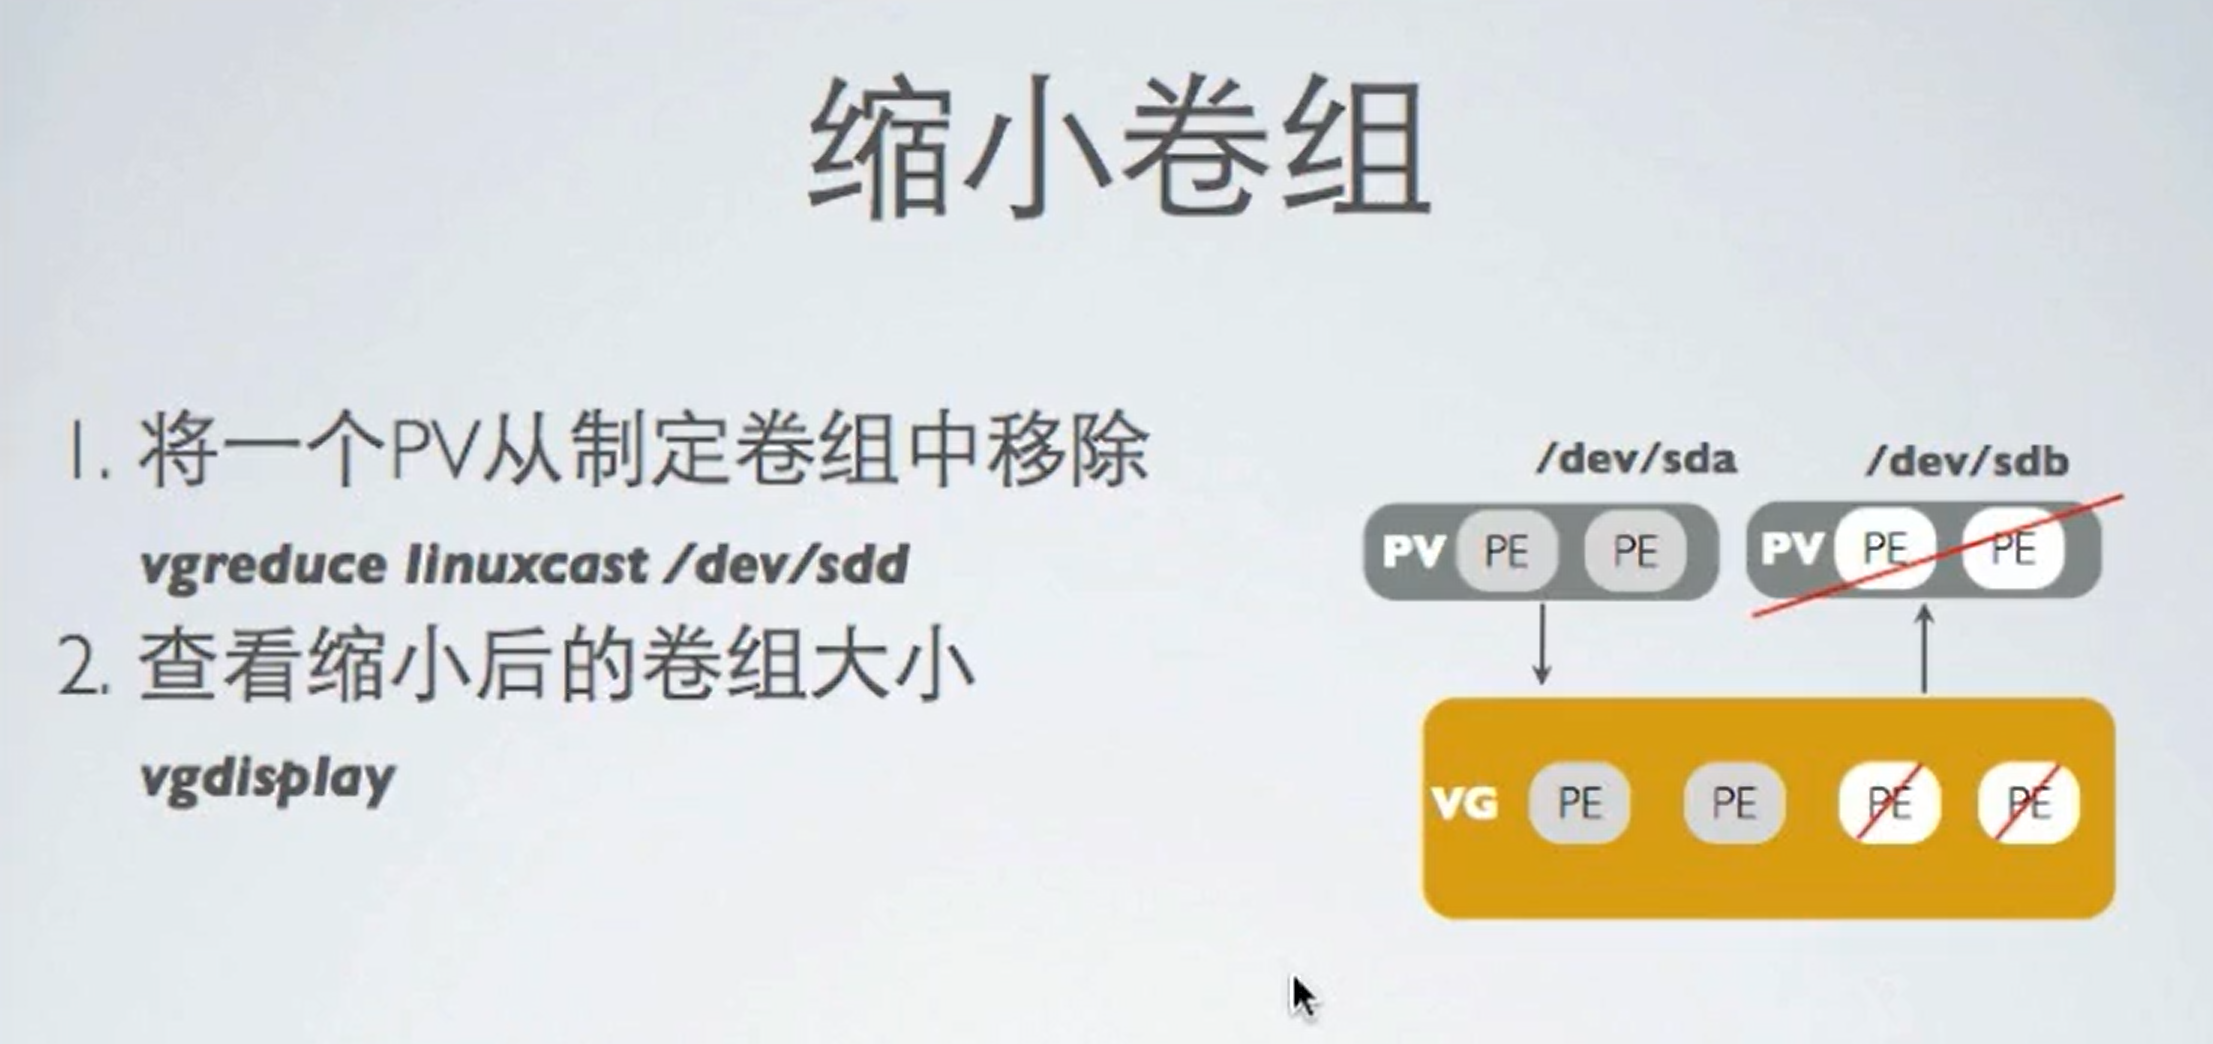 缩小卷组
1. 将一个PV从制定卷组中移除
vgreduce linuxcast /dev/sdd
2. 查看缩小后的卷组大小
vgdisplay
/dev/sda /dev/sdb
PV PE PE PV PE PE
VG PE PE PE PE